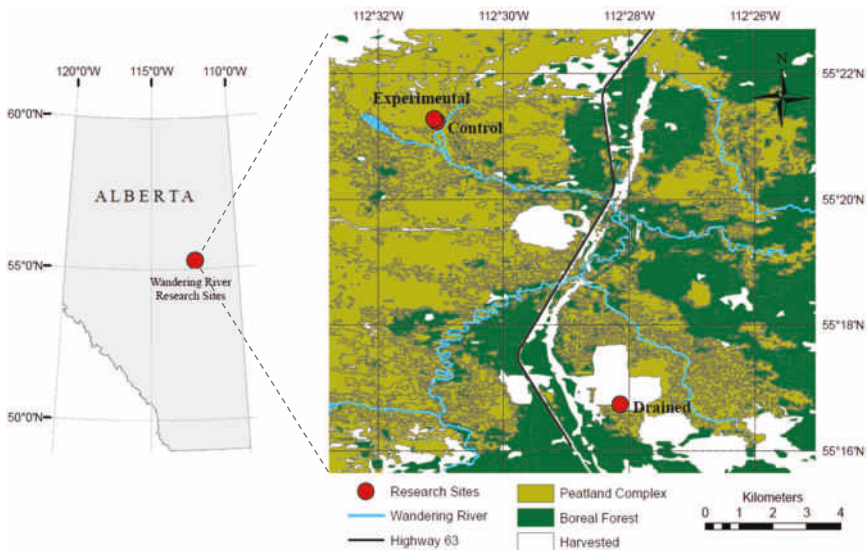 112°32'W 112°30'W 112°28'W 112°26'W
120°0'W 115°0'W 110°0'W
60°0'N
55°0'N
50°0'N
ALBERTA
Wandering River
Research Sites
N
Experimental
Control
Drained
55°22'N
55°20'N
55°18'N
55°16'N
Research Sites
Wandering River
Highway 63
Peatland Complex
Boreal Forest
Harvested
Kilometers
0 1 2 3 4